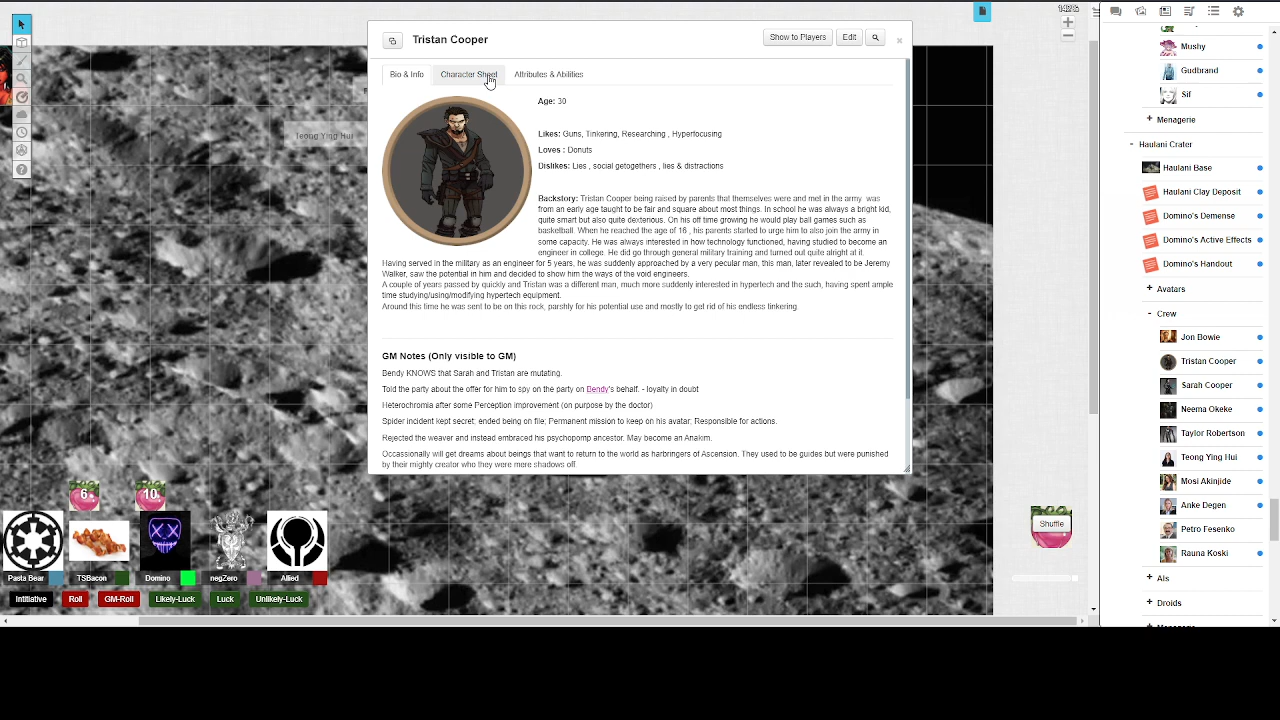 Tristan Cooper
Show to Players
Edit
Bio & Info
Character Sheet
Attributes & Abilities
Age: 30
Likes: Guns, Tinkering, Researching , Hyperfocusing
Loves : Donuts
Dislikes: Lies , social getogethers , lies & distractions
Backstory: Tristan Cooper being raised by parents that themselves were and met in the army was
from an early age taught to be fair and square about most things. In school he was always a bright kid,
quite smart but also quite dexterous. On his off time growing he would play ball games such as
basketball. When he reached the age of 16 , his parents started to urge him to also join the army in
some capacity. He was always interested in how technology functioned, having studied to become an
engineer in college. He did go through general military training and turned out quite alright at it.
Having served in the military as an engineer for 5 years, he was suddenly approached by a very pecular man, this man, later revealed to be Jeremy
Walker, saw the potential in him and decided to show him the ways of the void engineers.
A couple of years passed by quickly and Tristan was a different man, much more suddenly interested in hypertech and the such, having spent ample
time studying/using/modifying hypertech equipment.
Around this time he was sent to be on this rock, parshly for his potential use and mostly to get rid of his endless tinkering
GM Notes (Only visible to GM)
Bendy KNOWS that Sarah and Tristan are mutating.
Told the party about the offer for him to spy on the party on Bendy's behalf. - loyalty in doubt
Heterochromia after some Perception improvement (on purpose by the doctor)
Spider incident kept secret; ended being on file; Permanent mission to keep on his avatar; Responsible for actions.
Rejected the weaver and instead embraced his psychopomp ancestor. May become an Anakim.
Occassionally will get dreams about beings that want to return to the world as harbringers of Ascension. They used to be guides but were punished
by their mighty creator who they were mere shadows off.
Teong Ying Hui
6
10
Pasta Bear
TSBacon
Domino
negZero
Allied
Intitiative
Roll
GM-Roll
Likely-Luck
Luck
Unlikely-Luck
Shuffle
Mushy
Gudbrand
Sif
Menagerie
Haulani Crater
Haulani Base
Haulani Clay Deposit
Domino's Demense
Domino's Active Effects
Domino's Handout
Avatars
Crew
Jon Bowie
Tristan Cooper
Sarah Cooper
Neema Okeke
Taylor Robertson
Teong Ying Hui
Mosi Akinjide
Anke Degen
Petro Fesenko
Rauna Koski
AIs
Droids